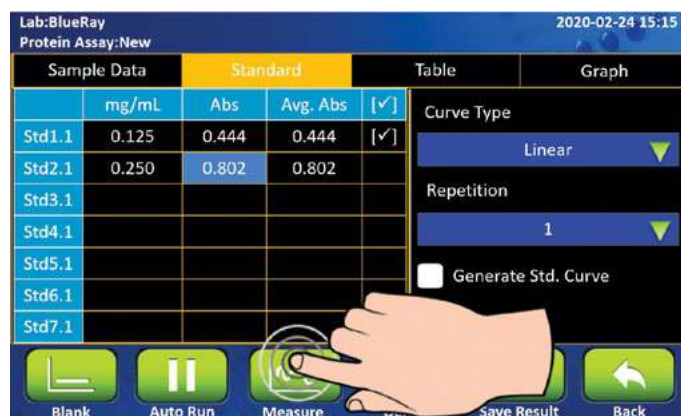 Lab:BlueRay
2020-02-24 15:15
Protein Assay:New
Sample Data Standard Table Graph
mg/mL Abs Avg. Abs [✓]
Std1.1 0.125 0.444 0.444 [✓]
Std2.1 0.250 0.802 0.802
Std3.1
Std4.1
Std5.1
Std6.1
Std7.1
Curve Type
Linear
Repetition
1
Generate Std. Curve
Blank Auto Run Measure Save Result Back